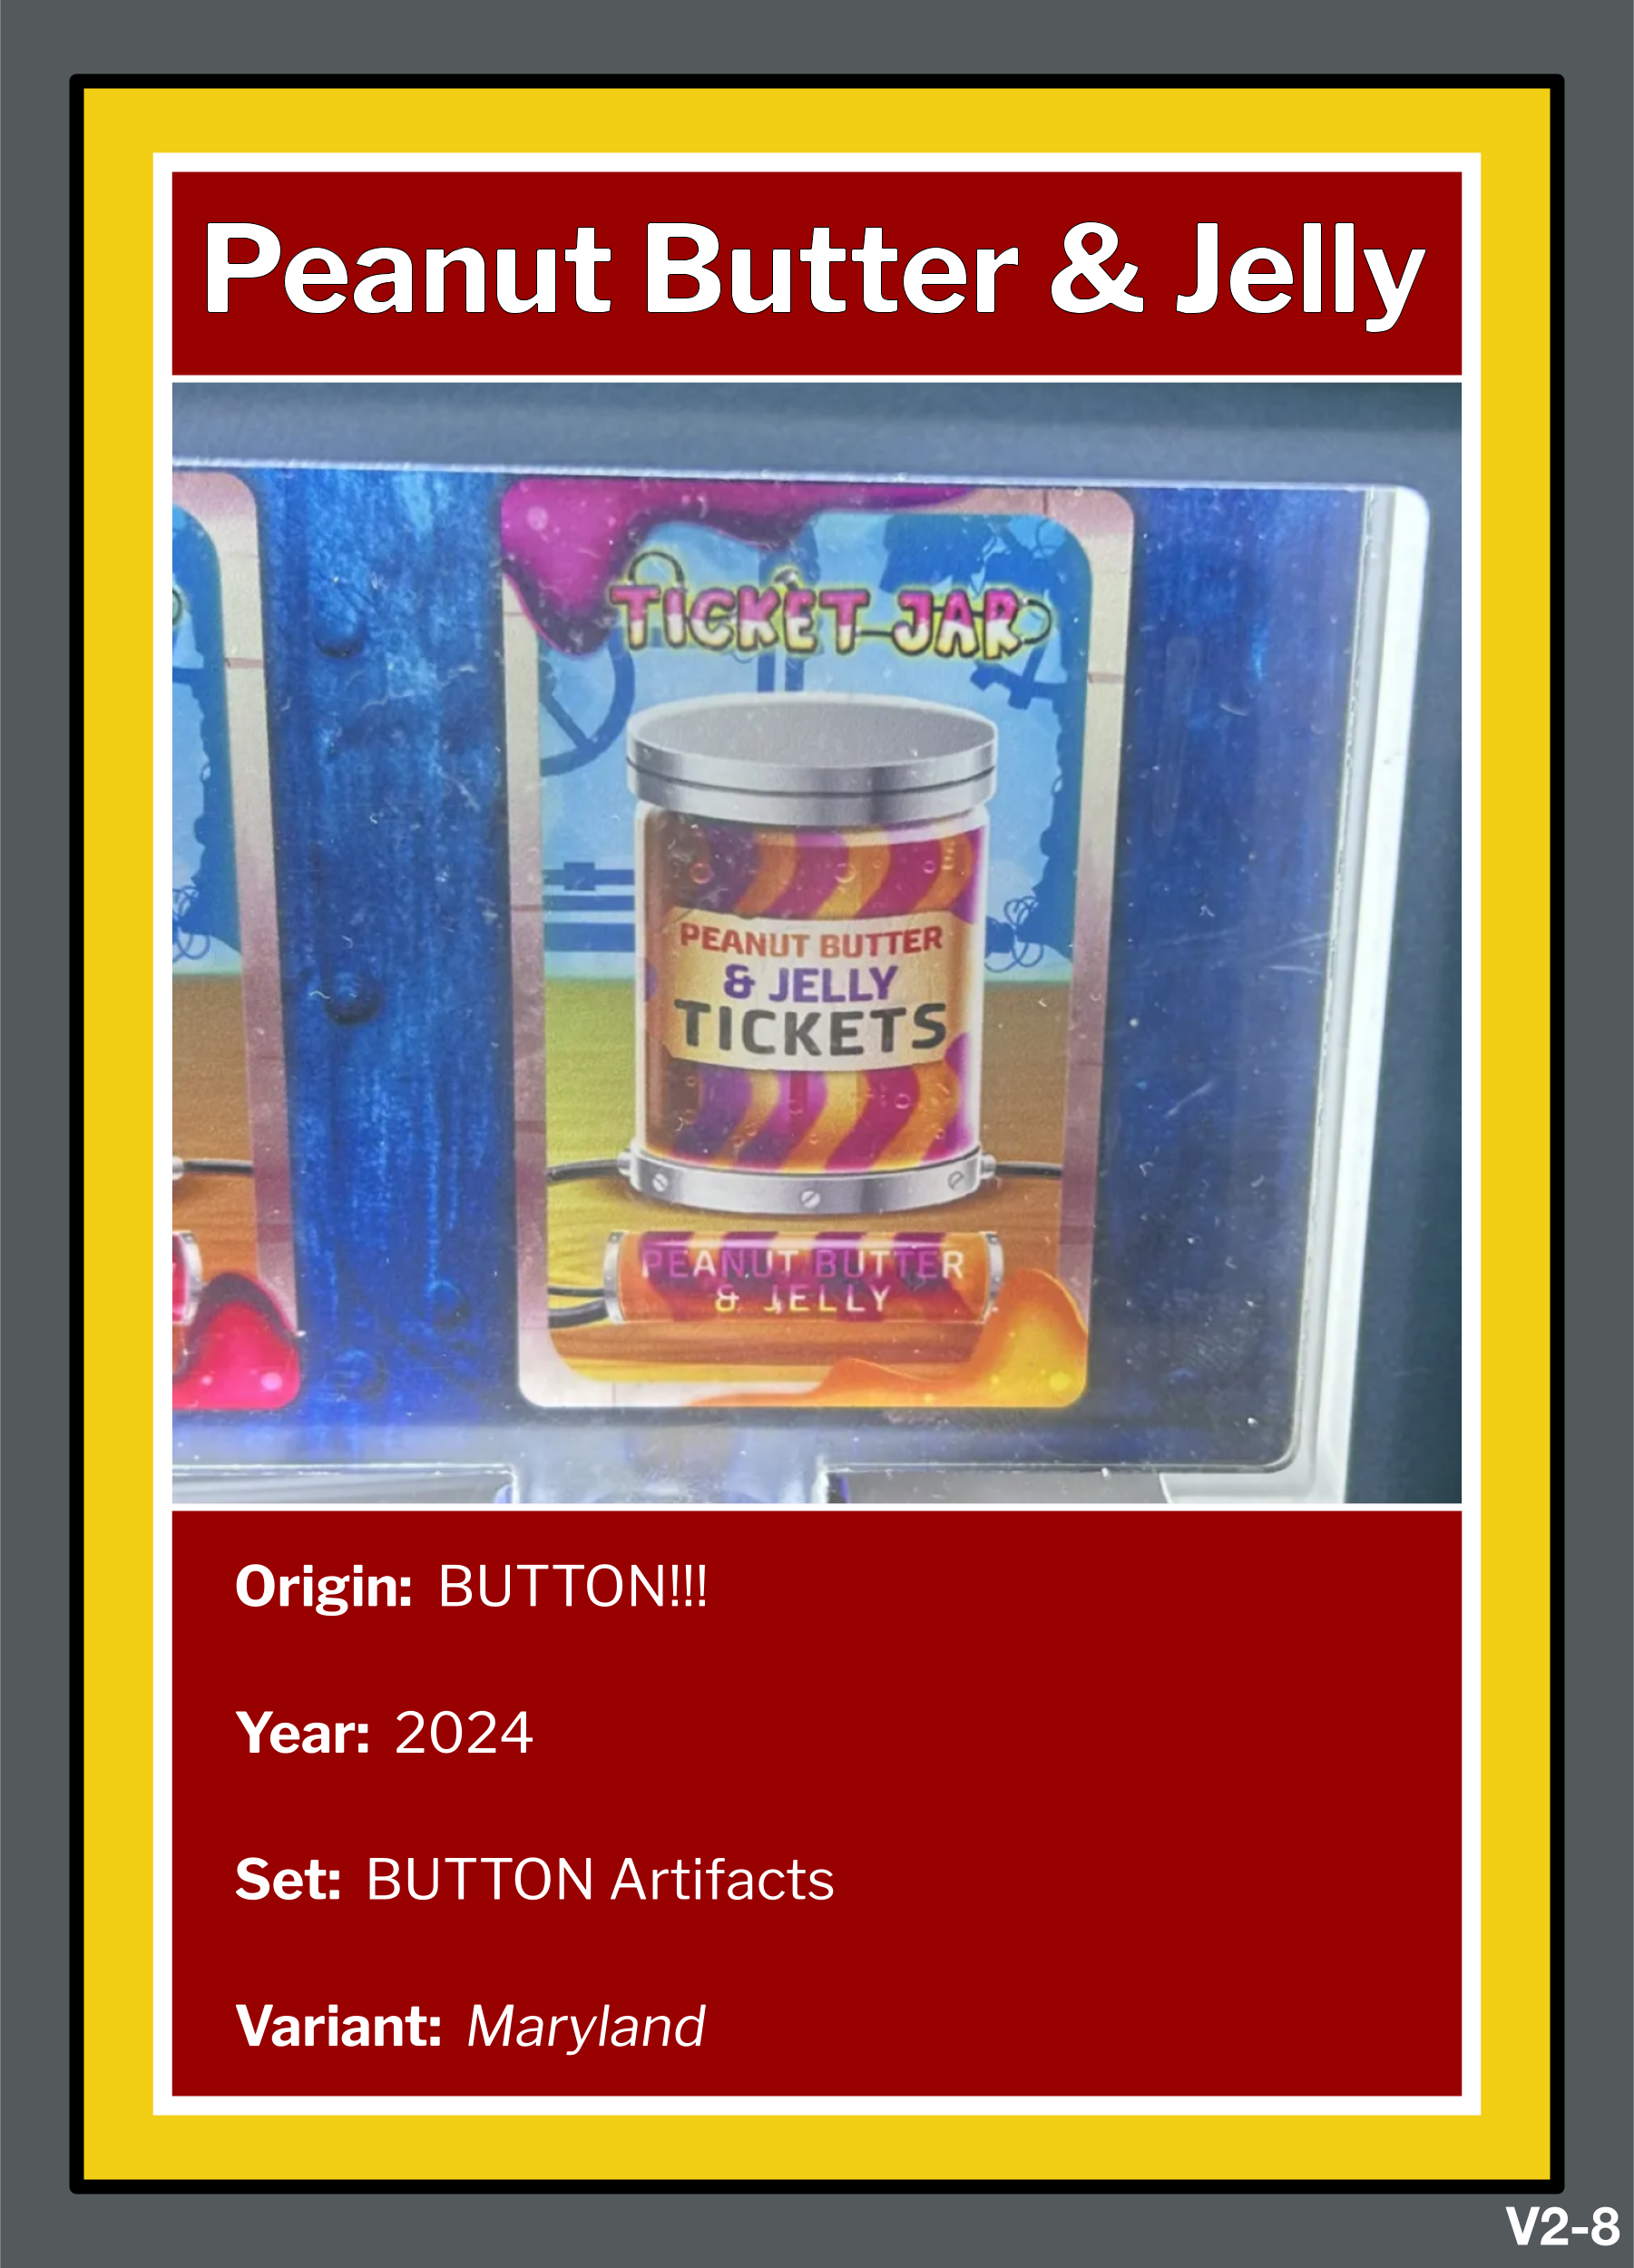 Peanut Butter & Jelly
TICKET JAR
PEANUT BUTTER
& JELLY
TICKETS
PEANUT BUTTER
& JELLY
Origin: BUTTON!!!
Year: 2024
Set: BUTTON Artifacts
Variant: Maryland
V2-8